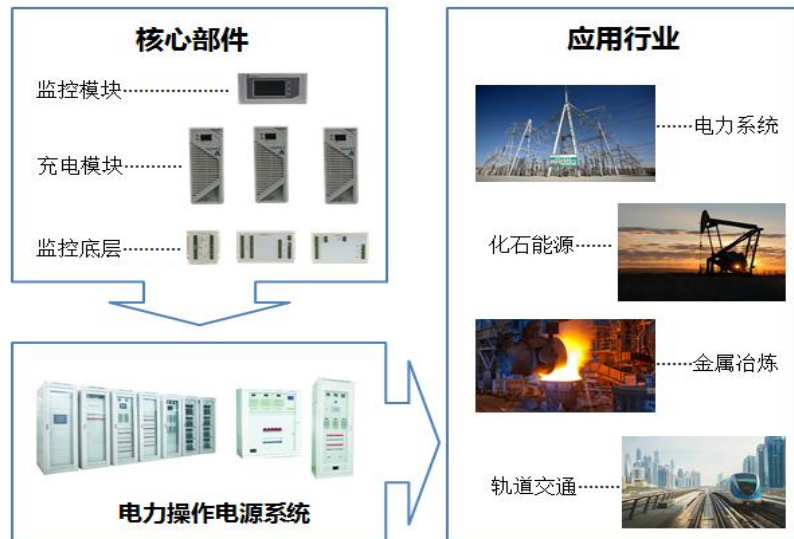 核心部件
监控模块
充电模块
监控底层
电力操作电源系统
应用行业
电力系统
化石能源
金属冶炼
轨道交通